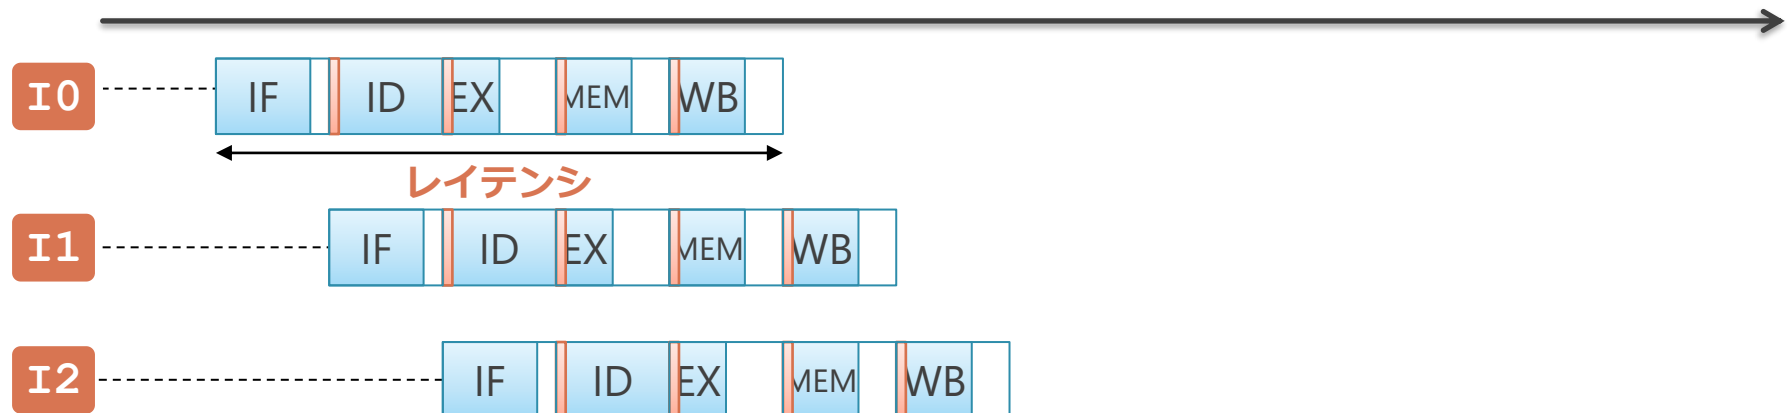 I0 IF ID EX MEM WB
レイテンシ
I1 IF ID EX MEM WB
I2 IF ID EX MEM WB